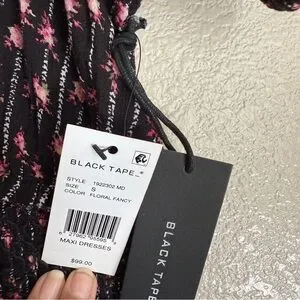 BLACK TAPE
STYLE 1922302 MD
SIZE S
COLOR FLORAL FANCY
MAXI DRESSES
$99.00
BLACK TAPE